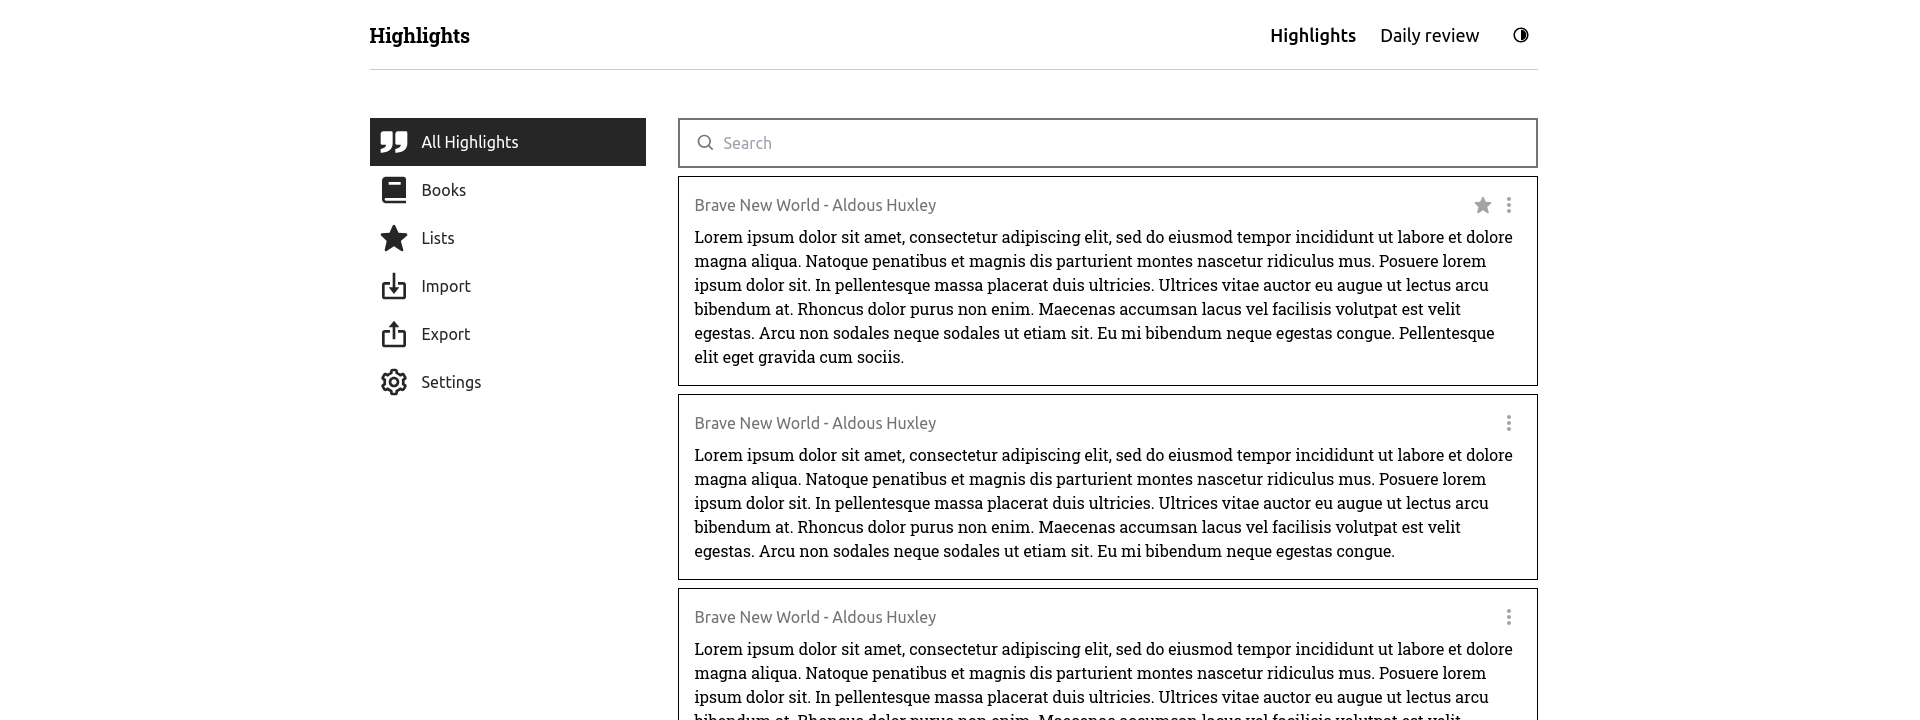 Highlights
Highlights
Daily review
All Highlights
Books
Lists
Import
Export
Settings
Search
Brave New World - Aldous Huxley
Lorem ipsum dolor sit amet, consectetur adipiscing elit, sed do eiusmod tempor incididunt ut labore et dolore
magna aliqua. Natoque penatibus et magnis dis parturient montes nascetur ridiculus mus. Posuere lorem
ipsum dolor sit. In pellentesque massa placerat duis ultricies. Ultrices vitae auctor eu augue ut lectus arcu
bibendum at. Rhoncus dolor purus non enim. Maecenas accumsan lacus vel facilisis volutpat est velit
egestas. Arcu non sodales neque sodales ut etiam sit. Eu mi bibendum neque egestas congue. Pellentesque
elit eget gravida cum sociis.
Brave New World - Aldous Huxley
Lorem ipsum dolor sit amet, consectetur adipiscing elit, sed do eiusmod tempor incididunt ut labore et dolore
magna aliqua. Natoque penatibus et magnis dis parturient montes nascetur ridiculus mus. Posuere lorem
ipsum dolor sit. In pellentesque massa placerat duis ultricies. Ultrices vitae auctor eu augue ut lectus arcu
bibendum at. Rhoncus dolor purus non enim. Maecenas accumsan lacus vel facilisis volutpat est velit
egestas. Arcu non sodales neque sodales ut etiam sit. Eu mi bibendum neque egestas congue.
Brave New World - Aldous Huxley
Lorem ipsum dolor sit amet, consectetur adipiscing elit, sed do eiusmod tempor incididunt ut labore et dolore
magna aliqua. Natoque penatibus et magnis dis parturient montes nascetur ridiculus mus. Posuere lorem
ipsum dolor sit. In pellentesque massa placerat duis ultricies. Ultrices vitae auctor eu augue ut lectus arcu